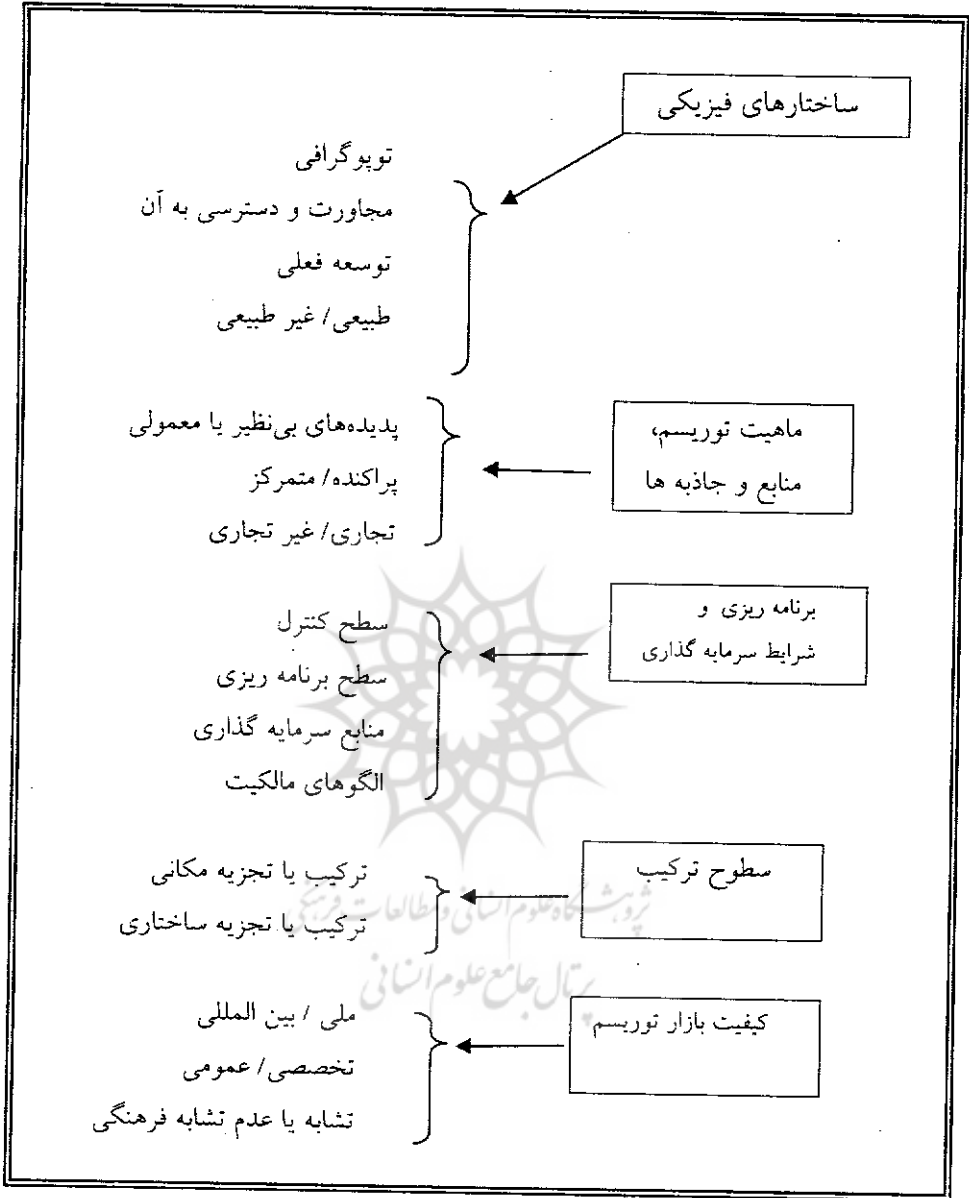 ساختارهای فیزیکی
توپوگرافی
مجاورت و دسترسی به آن
توسعه فعلی
طبیعی/ غیر طبیعی
ماهیت توریسم،
منابع و جاذبه ها
پدیده‌های بی‌نظیر یا معمولی
پراکنده/ متمرکز
تجاری/ غیر تجاری
برنامه ریزی و
شرایط سرمایه گذاری
سطح کنترل
سطح برنامه ریزی
منابع سرمایه گذاری
الگوهای مالکیت
سطوح ترکیب
ترکیب یا تجزیه مکانی
ترکیب یا تجزیه ساختاری
پژوهشگاه علوم انسانی و مطالعات فرهنگی
پرتال جامع علوم انسانی
کیفیت بازار توریسم
ملی / بین المللی
تخصصی/ عمومی
تشابه یا عدم تشابه فرهنگی